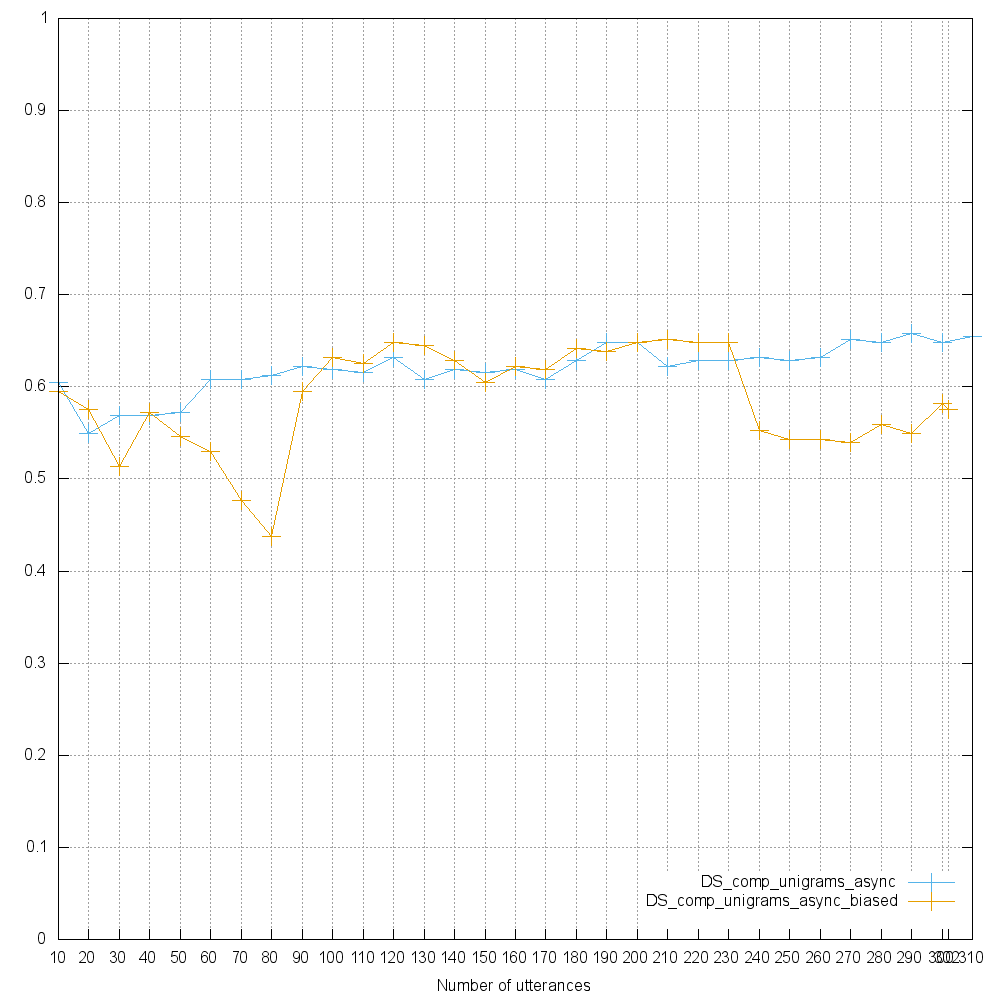 1
0.9
0.8
0.7
0.6
0.5
0.4
0.3
0.2
0.1
0
DS_comp_unigrams_async
DS_comp_unigrams_async_biased
10 20 30 40 50 60 70 80 90 100 110 120 130 140 150 160 170 180 190 200 210 220 230 240 250 260 270 280 290 300 302 310
Number of utterances